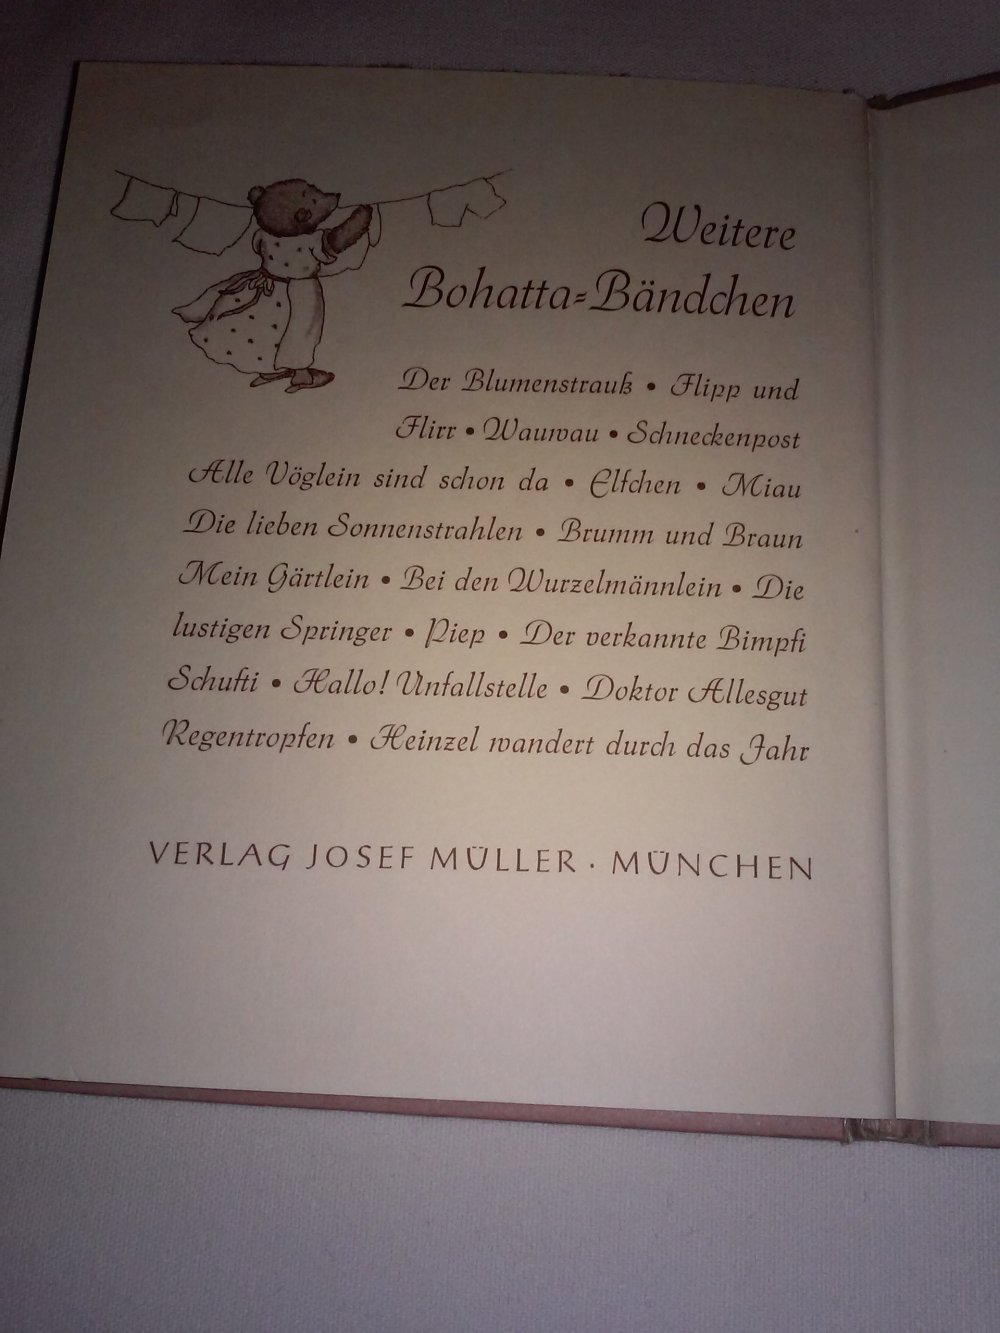 Weitere
Bohatta-Bändchen
Der Blumenstrauß • Flipp und
Flirr • Wauwau • Schneckenpost
Alle Vöglein sind schon da • Elfchen • Miau
Die lieben Sonnenstrahlen • Brumm und Braun
Mein Gärtlein • Bei den Wurzelmännlein • Die
lustigen Springer • Piep • Der verkannte Bimpfi
Schufti • Hallo! Unfallstelle • Doktor Allesgut
Regentropfen • Heinzel wandert durch das Jahr
VERLAG JOSEF MÜLLER · MÜNCHEN